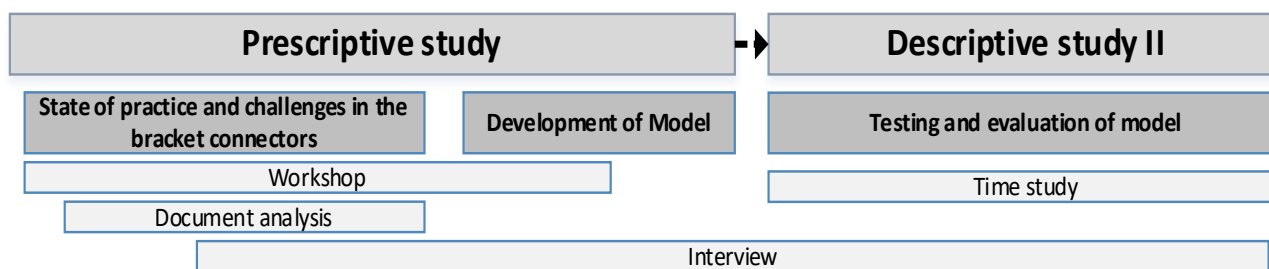 Prescriptive study
Descriptive study II
State of practice and challenges in the
bracket connectors
Development of Model
Testing and evaluation of model
Workshop
Time study
Document analysis
Interview